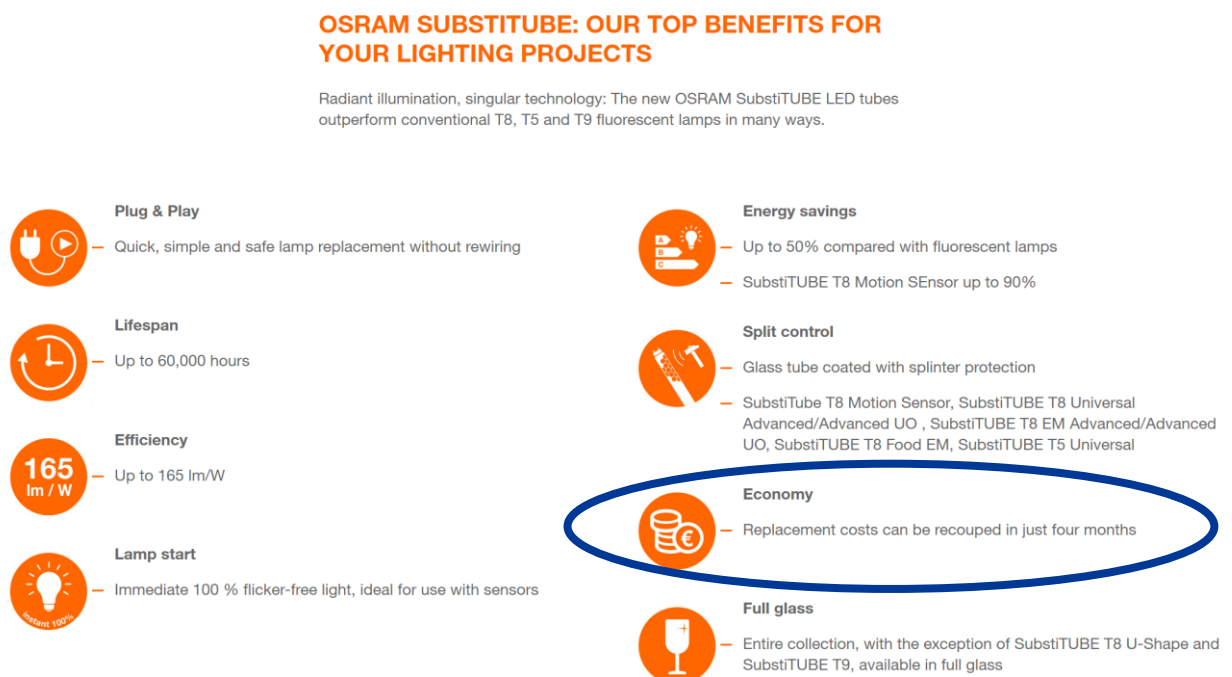 OSRAM SUBSTITUBE: OUR TOP BENEFITS FOR
YOUR LIGHTING PROJECTS
Radiant illumination, singular technology: The new OSRAM SubstiTUBE LED tubes
outperform conventional T8, T5 and T9 fluorescent lamps in many ways.
Plug & Play
– Quick, simple and safe lamp replacement without rewiring
Lifespan
– Up to 60,000 hours
Efficiency
165
lm / W
– Up to 165 lm/W
Lamp start
– Immediate 100 % flicker-free light, ideal for use with sensors
instant 100%
Energy savings
A
B
C
– Up to 50% compared with fluorescent lamps
– SubstiTUBE T8 Motion SEnsor up to 90%
Split control
– Glass tube coated with splinter protection
– SubstiTube T8 Motion Sensor, SubstiTUBE T8 Universal
Advanced/Advanced UO , SubstiTUBE T8 EM Advanced/Advanced
UO, SubstiTUBE T8 Food EM, SubstiTUBE T5 Universal
Economy
€
– Replacement costs can be recouped in just four months
Full glass
– Entire collection, with the exception of SubstiTUBE T8 U-Shape and
SubstiTUBE T9, available in full glass